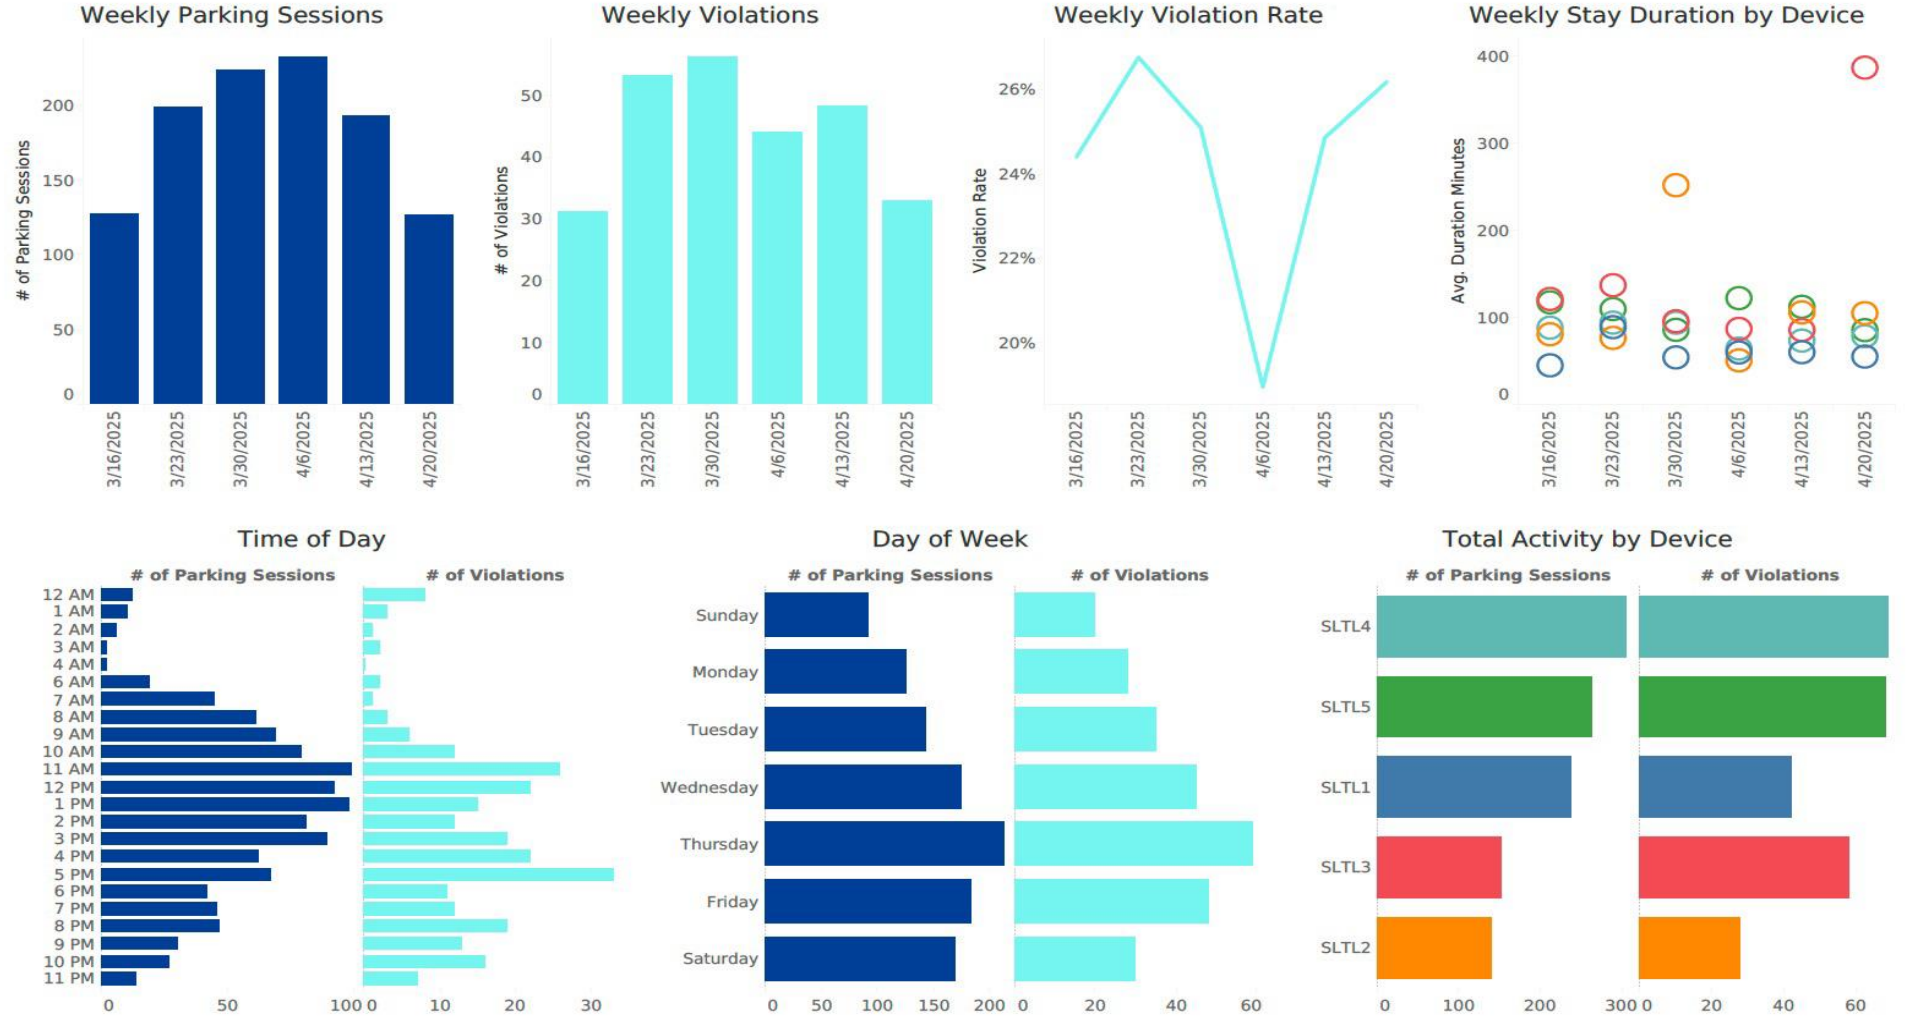 Weekly Parking Sessions
# of Parking Sessions
200
150
100
50
0
3/16/2025
3/23/2025
3/30/2025
4/6/2025
4/13/2025
4/20/2025
Weekly Violations
# of Violations
50
40
30
20
10
0
3/16/2025
3/23/2025
3/30/2025
4/6/2025
4/13/2025
4/20/2025
Weekly Violation Rate
Violation Rate
26%
24%
22%
20%
3/16/2025
3/23/2025
3/30/2025
4/6/2025
4/13/2025
4/20/2025
Weekly Stay Duration by Device
Avg. Duration Minutes
400
300
200
100
0
3/16/2025
3/23/2025
3/30/2025
4/6/2025
4/13/2025
4/20/2025
Time of Day
# of Parking Sessions # of Violations
12 AM
1 AM
2 AM
3 AM
4 AM
6 AM
7 AM
8 AM
9 AM
10 AM
11 AM
12 PM
1 PM
2 PM
3 PM
4 PM
5 PM
6 PM
7 PM
8 PM
9 PM
10 PM
11 PM
0 50 100 0 10 20 30
Day of Week
# of Parking Sessions # of Violations
Sunday
Monday
Tuesday
Wednesday
Thursday
Friday
Saturday
0 50 100 150 200 0 20 40 60
Total Activity by Device
# of Parking Sessions # of Violations
SLTL4
SLTL5
SLTL1
SLTL3
SLTL2
0 100 200 300 0 20 40 60